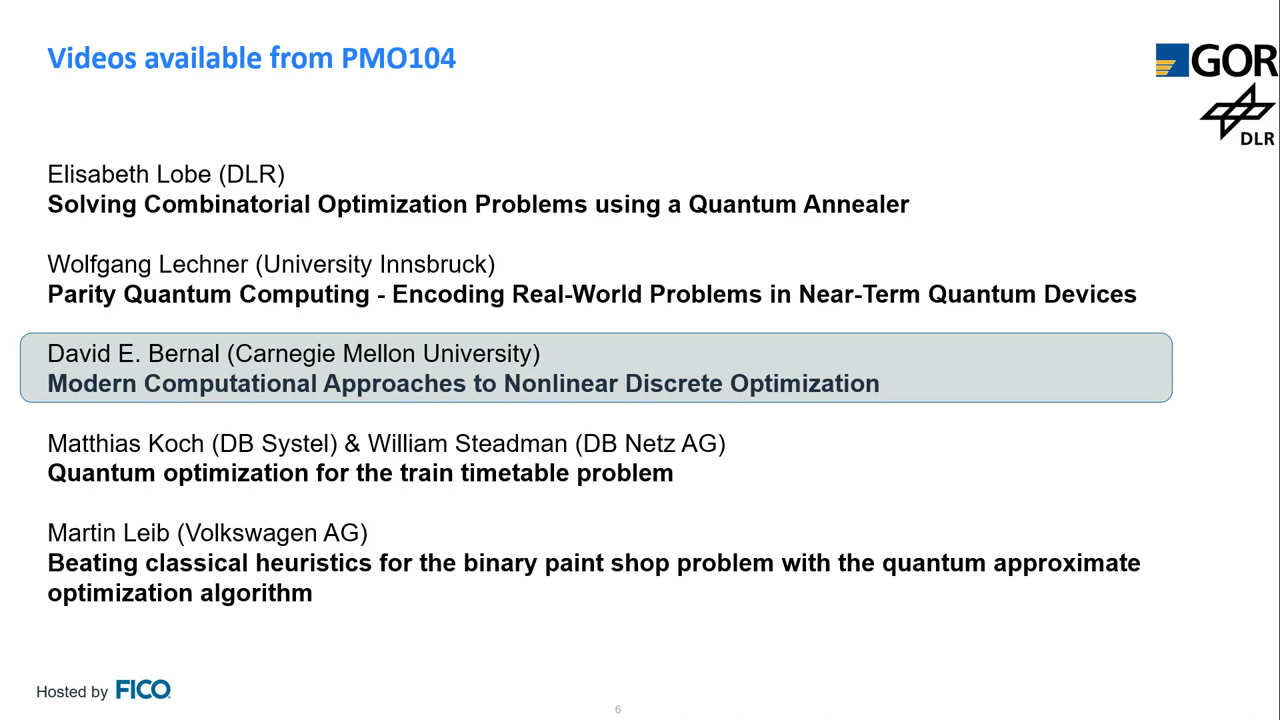 Videos available from PMO104
GOR
DLR
Elisabeth Lobe (DLR)
Solving Combinatorial Optimization Problems using a Quantum Annealer
Wolfgang Lechner (University Innsbruck)
Parity Quantum Computing - Encoding Real-World Problems in Near-Term Quantum Devices
David E. Bernal (Carnegie Mellon University)
Modern Computational Approaches to Nonlinear Discrete Optimization
Matthias Koch (DB Systel) & William Steadman (DB Netz AG)
Quantum optimization for the train timetable problem
Martin Leib (Volkswagen AG)
Beating classical heuristics for the binary paint shop problem with the quantum approximate
optimization algorithm
Hosted by FICO
6